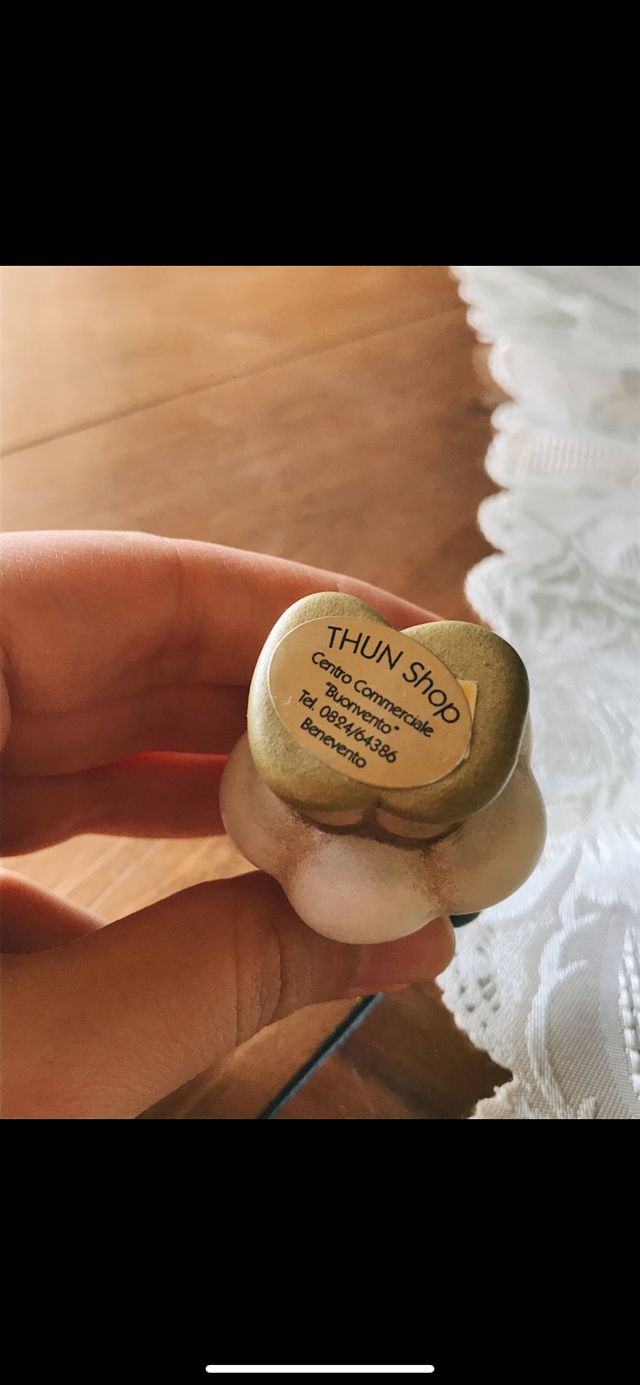 THUN Shop
Centro Commerciale
"Buonvento"
Tel. 0824/64386
Benevento